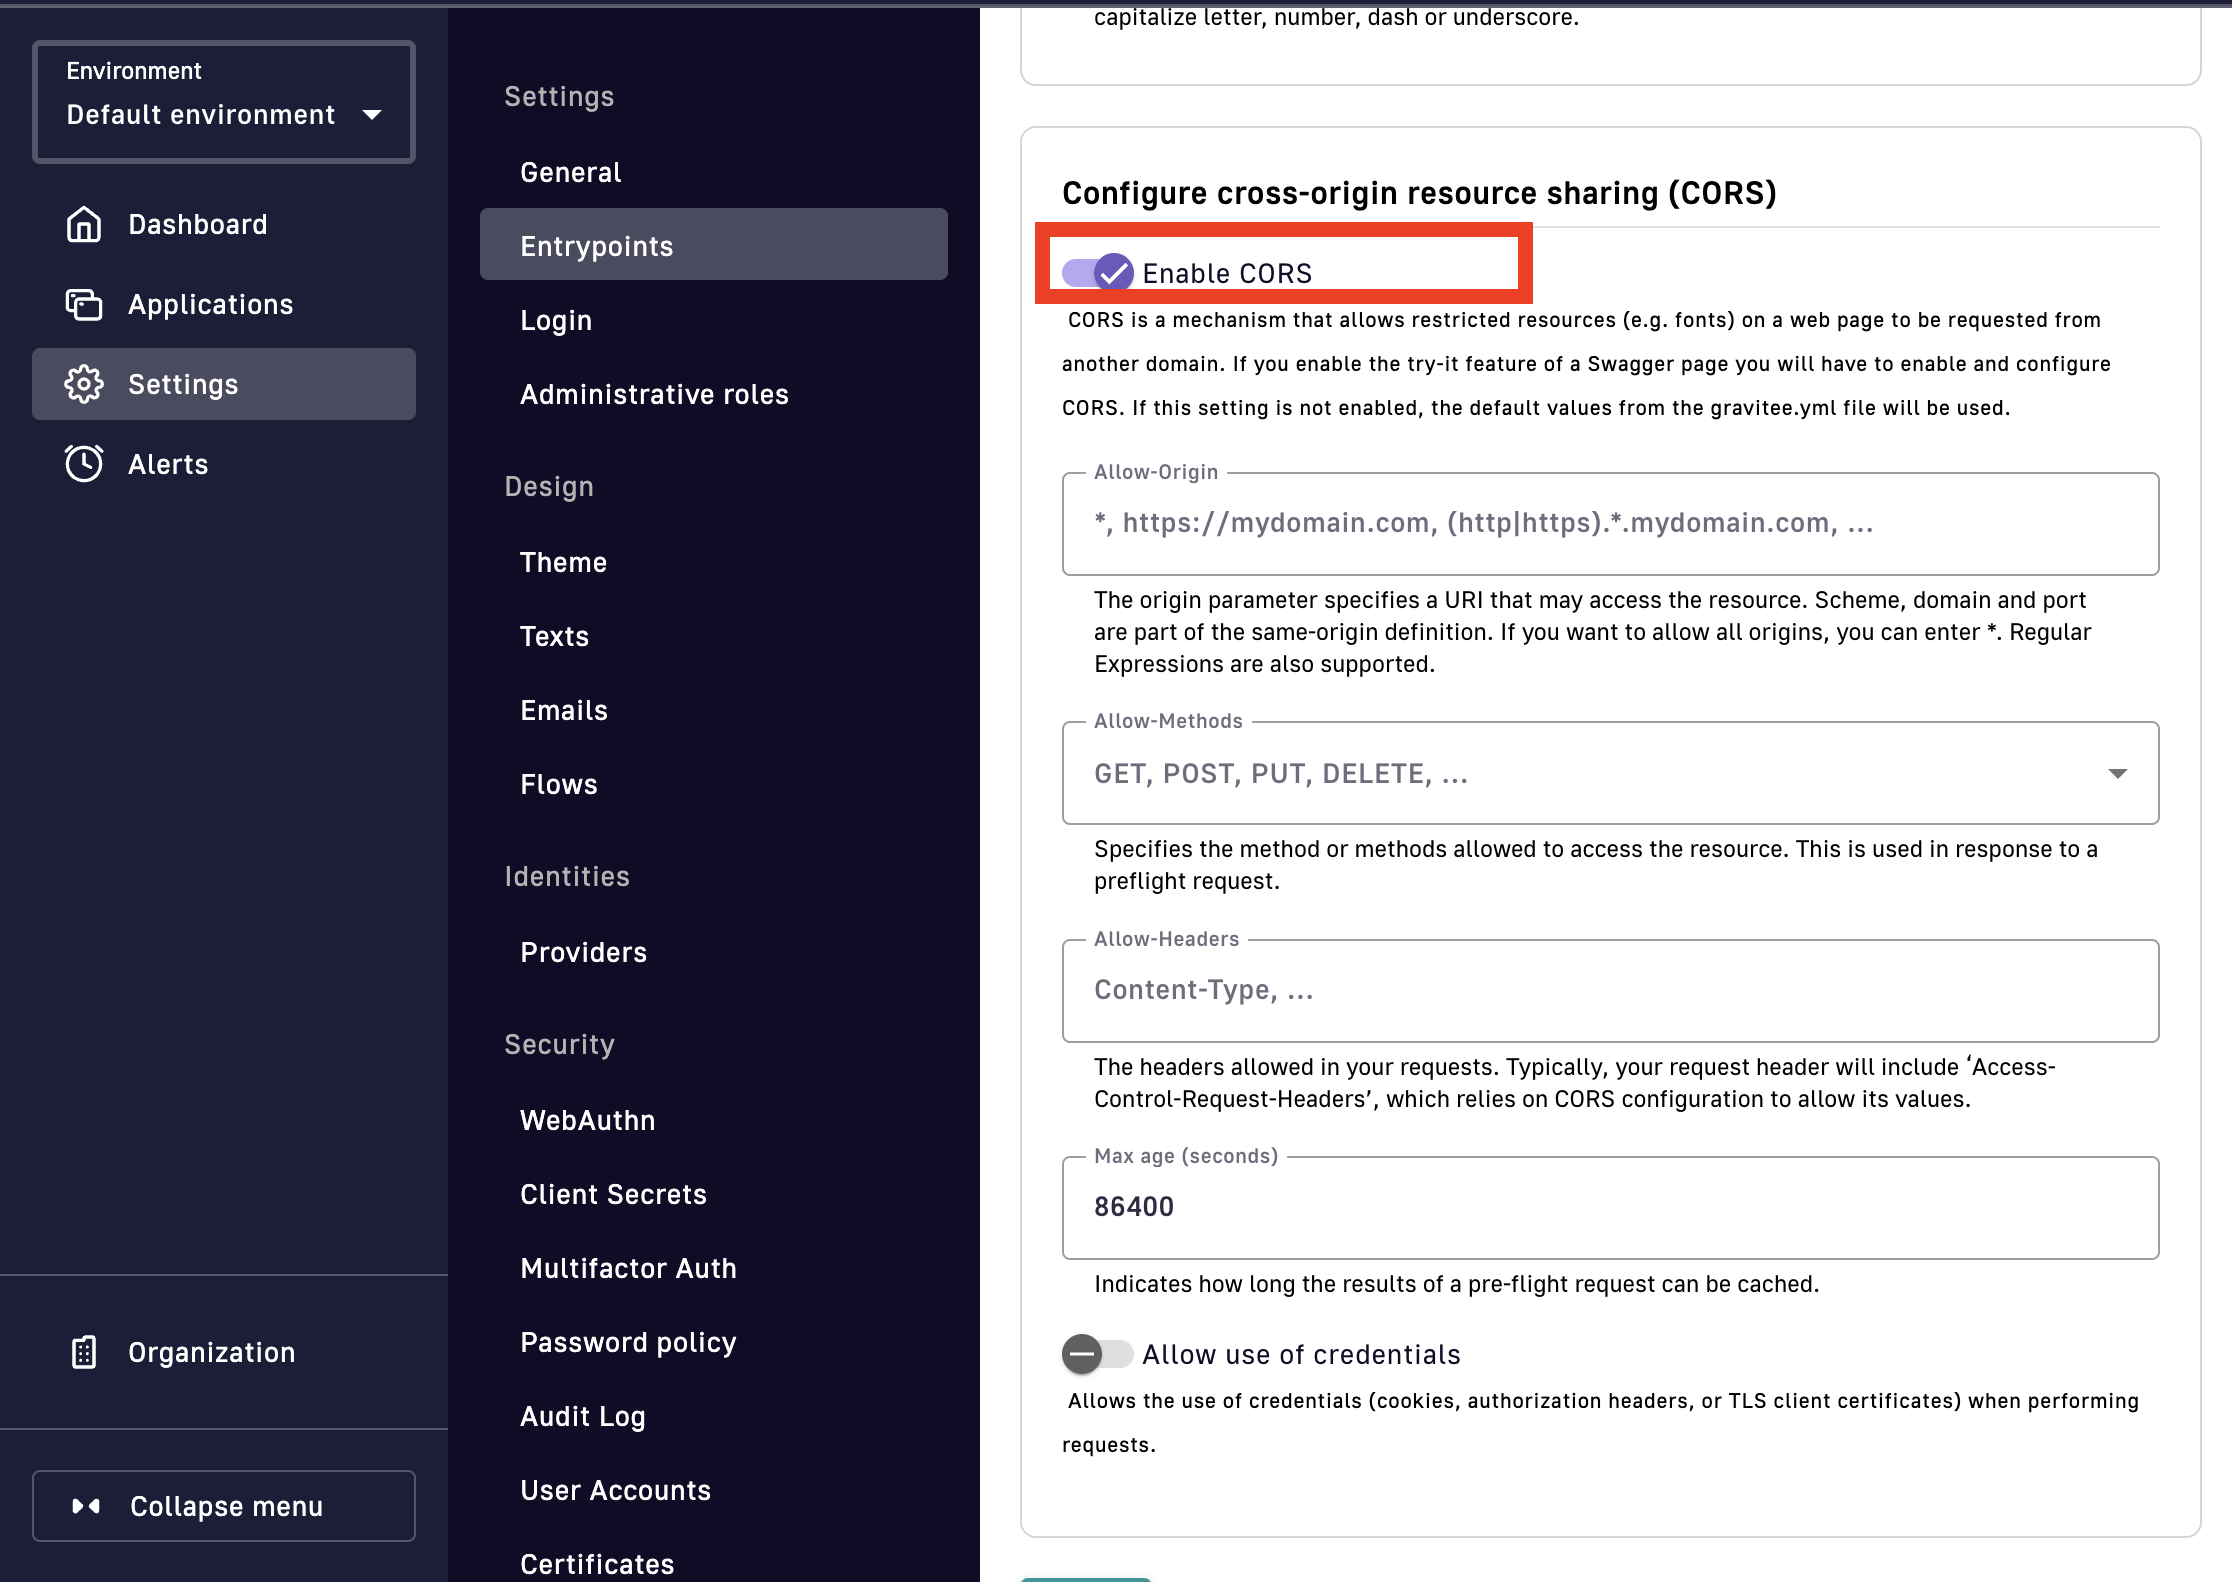 Environment
Default environment
Dashboard
Applications
Settings
Alerts
Organization
Collapse menu
Settings
General
Entrypoints
Login
Administrative roles
Design
Theme
Texts
Emails
Flows
Identities
Providers
Security
WebAuthn
Client Secrets
Multifactor Auth
Password policy
Audit Log
User Accounts
Certificates
capitalize letter, number, dash or underscore.
Configure cross-origin resource sharing (CORS)
Enable CORS
CORS is a mechanism that allows restricted resources (e.g. fonts) on a web page to be requested from
another domain. If you enable the try-it feature of a Swagger page you will have to enable and configure
CORS. If this setting is not enabled, the default values from the gravitee.yml file will be used.
Allow-Origin
*, https://mydomain.com, (http|https).*.mydomain.com, ...
The origin parameter specifies a URI that may access the resource. Scheme, domain and port
are part of the same-origin definition. If you want to allow all origins, you can enter *. Regular
Expressions are also supported.
Allow-Methods
GET, POST, PUT, DELETE, ...
Specifies the method or methods allowed to access the resource. This is used in response to a
preflight request.
Allow-Headers
Content-Type, ...
The headers allowed in your requests. Typically, your request header will include ‘Access-
Control-Request-Headers’, which relies on CORS configuration to allow its values.
Max age (seconds)
86400
Indicates how long the results of a pre-flight request can be cached.
Allow use of credentials
Allows the use of credentials (cookies, authorization headers, or TLS client certificates) when performing
requests.